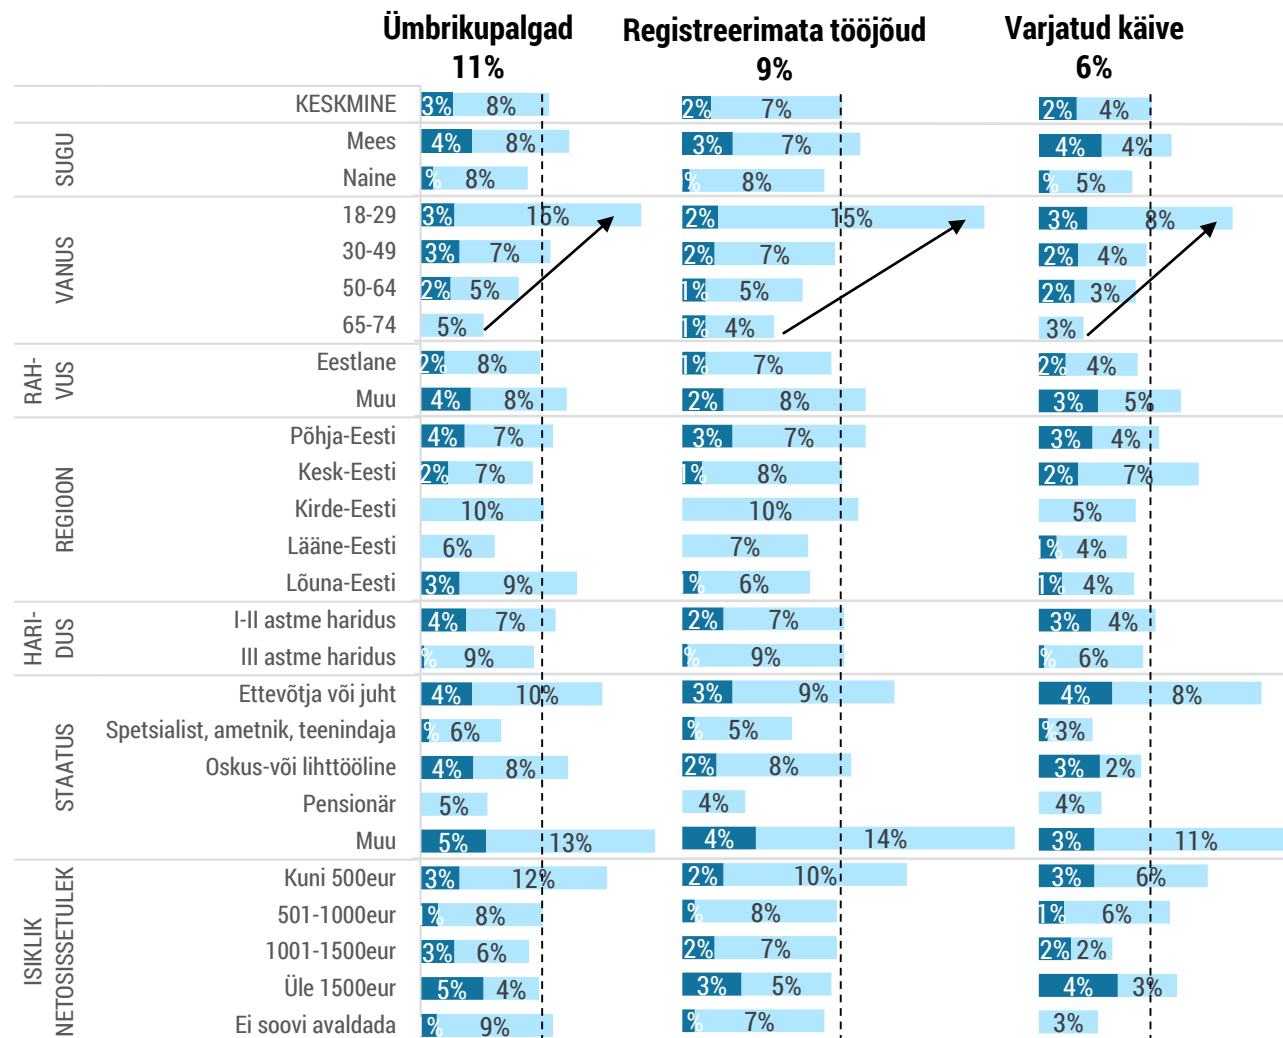 Ümbrikupalgad
11%
Registreerimata tööjõud
9%
Varjatud käive
6%
KESKMINE 3% 8% 2% 7% 2% 4%
SUGU
Mees 4% 8% 3% 7% 4% 4%
Naine % 8% % 8% % 5%
VANUS
18-29 3% 15% 2% 15% 3% 8%
30-49 3% 7% 2% 7% 2% 4%
50-64 2% 5% 1% 5% 2% 3%
65-74 5% 1% 4% 3%
RAH-
VUS
Eestlane 2% 8% 1% 7% 2% 4%
Muu 4% 8% 2% 8% 3% 5%
REGIOON
Põhja-Eesti 4% 7% 3% 7% 3% 4%
Kesk-Eesti 2% 7% 1% 8% 2% 7%
Kirde-Eesti 10% 10% 5%
Lääne-Eesti 6% 7% 1% 4%
Lõuna-Eesti 3% 9% % 6% 1% 4%
HARI-
DUS
I-II astme haridus 4% 7% 2% 7% 3% 4%
III astme haridus % 9% % 9% % 6%
STAATUS
Ettevõtja või juht 4% 10% 3% 9% 4% 8%
Spetsialist, ametnik, teenindaja % 6% % 5% % 3%
Oskus-või lihttööline 4% 8% 2% 8% 3% 2%
Pensionär 5% 4% 4%
Muu 5% 13% 4% 14% 3% 11%
ISIKLIK
NETOSISSETULEK
Kuni 500eur 3% 12% 2% 10% 3% 6%
501-1000eur % 8% % 8% 1% 6%
1001-1500eur 3% 6% 2% 7% 2% 2%
Üle 1500eur 5% 4% 3% 5% 4% 3%
Ei soovi avaldada % 9% % 7% 3%